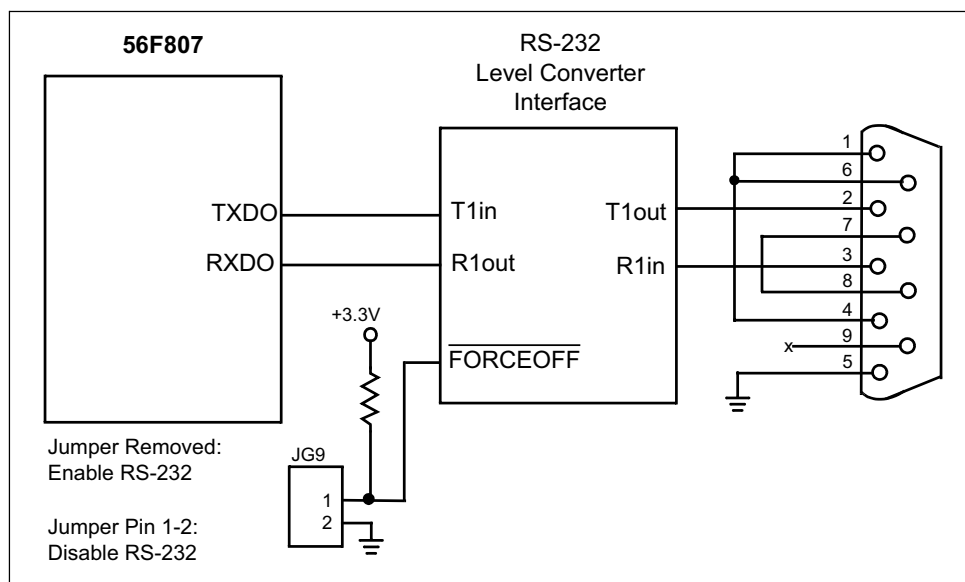 56F807
RS-232
Level Converter
Interface
TXDO
RXDO
T1in
R1out
FORCEOFF
T1out
R1in
1
6
2
7
3
8
4
9
x
5
+3.3V
JG9
1
2
Jumper Removed:
Enable RS-232
Jumper Pin 1-2:
Disable RS-232